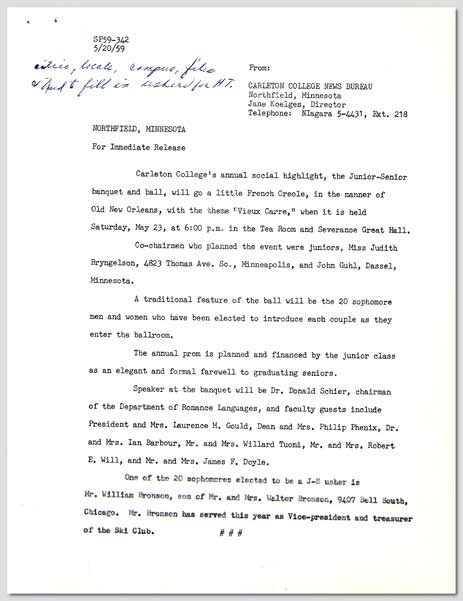 SF59-342
5/20/59
cities, locals, campus, files
fill in ushers for HT.
From:
CARLETON COLLEGE NEWS BUREAU
Northfield, Minnesota
Jane Koelges, Director
Telephone: NIagara 5-4431, Ext. 218
NORTHFIELD, MINNESOTA
For Immediate Release
Carleton College's annual social highlight, the Junior-Senior
banquet and ball, will go a little French Creole, in the manner of
Old New Orleans, with the theme "Vieux Carre," when it is held
Saturday, May 23, at 6:00 p.m. in the Tea Room and Severance Great Hall.
Co-chairmen who planned the event were juniors, Miss Judith
Bryngelson, 4823 Thomas Ave. So., Minneapolis, and John Guhl, Dassel,
Minnesota.
A traditional feature of the ball will be the 20 sophomore
men and women who have been elected to introduce each couple as they
enter the ballroom.
The annual prom is planned and financed by the junior class
as an elegant and formal farewell to graduating seniors.
Speaker at the banquet will be Dr. Donald Schier, chairman
of the Department of Romance Languages, and faculty guests include
President and Mrs. Laurence M. Gould, Dean and Mrs. Philip Phenix, Dr.
and Mrs. Ian Barbour, Mr. and Mrs. Willard Tuomi, Mr. and Mrs. Robert
E. Will, and Mr. and Mrs. James F. Doyle.
One of the 20 sophomores elected to be a J-S usher is
Mr. William Bronson, son of Mr. and Mrs. Walter Bronson, 9407 Bell South,
Chicago. Mr. Bronson has served this year as Vice-president and treasurer
of the Ski Club.
# # #